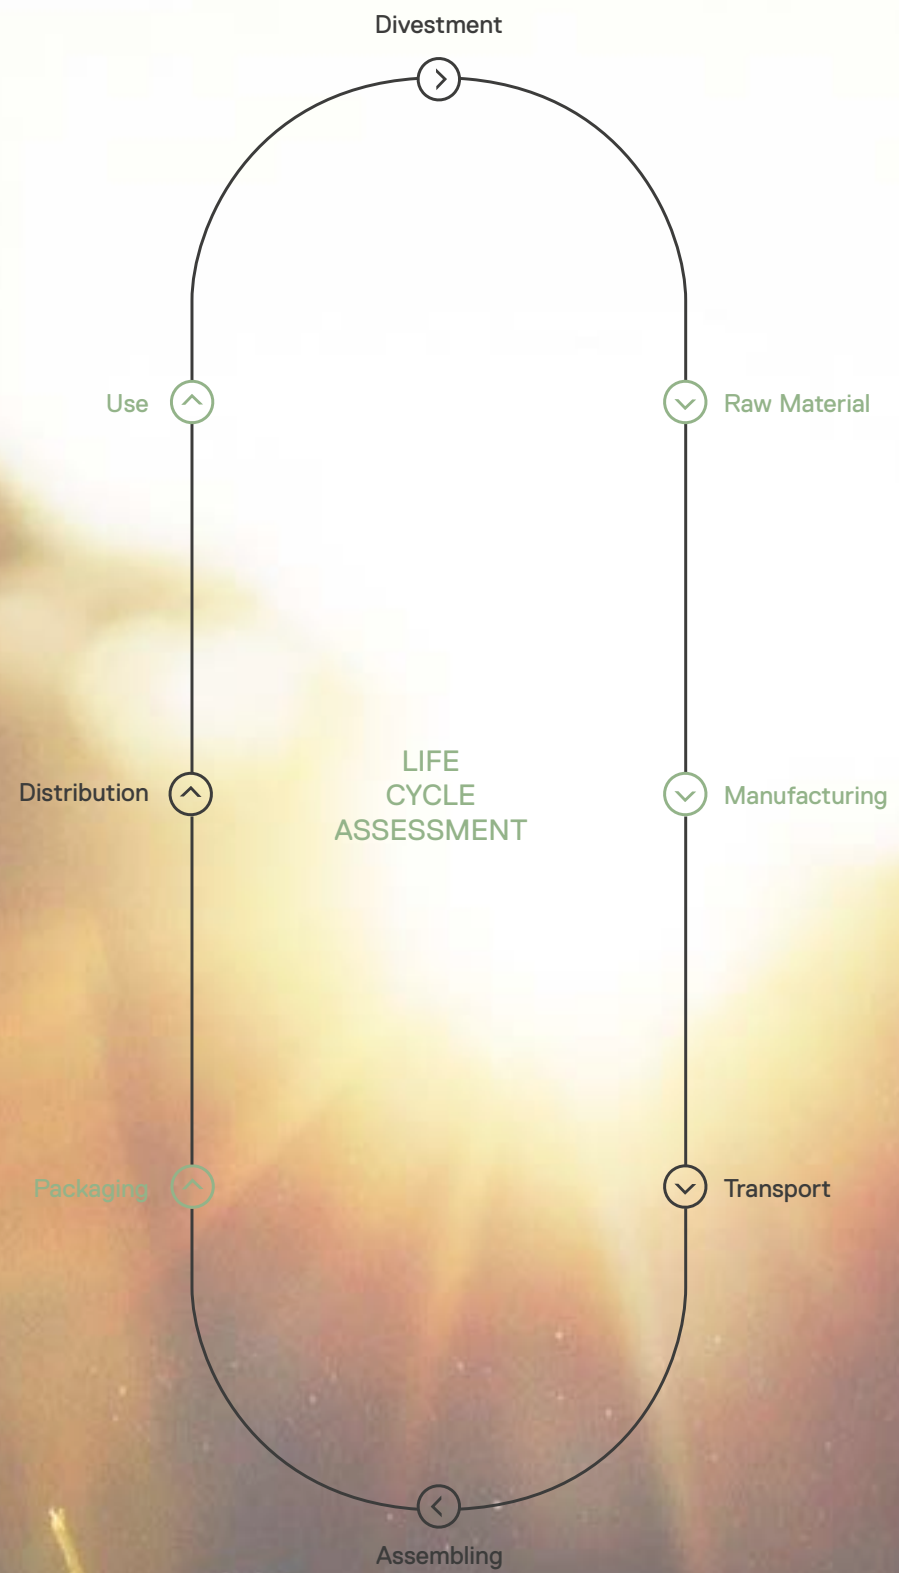 Divestment
Use
Raw Material
Distribution
LIFE
CYCLE
ASSESSMENT
Manufacturing
Packaging
Transport
Assembling